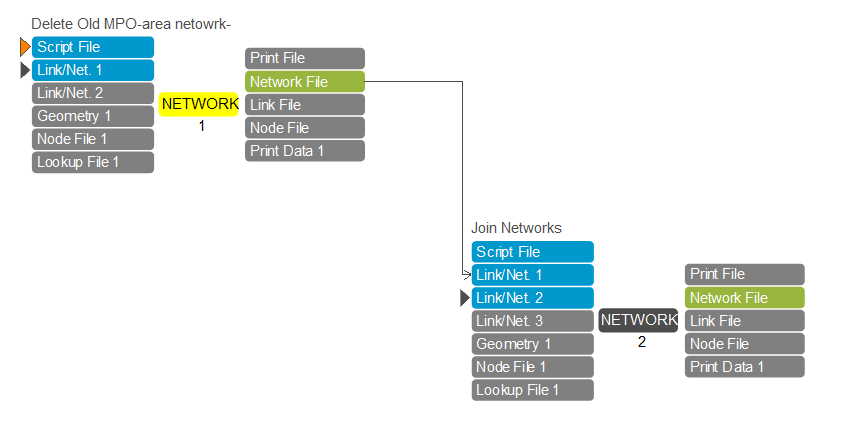 Delete Old MPO-area netowrk-
Script File
Link/Net. 1
Link/Net. 2
Geometry 1
Node File 1
Lookup File 1
NETWORK
1
Print File
Network File
Link File
Node File
Print Data 1
Join Networks
Script File
Link/Net. 1
Link/Net. 2
Link/Net. 3
Geometry 1
Node File 1
Lookup File 1
NETWORK
2
Print File
Network File
Link File
Node File
Print Data 1